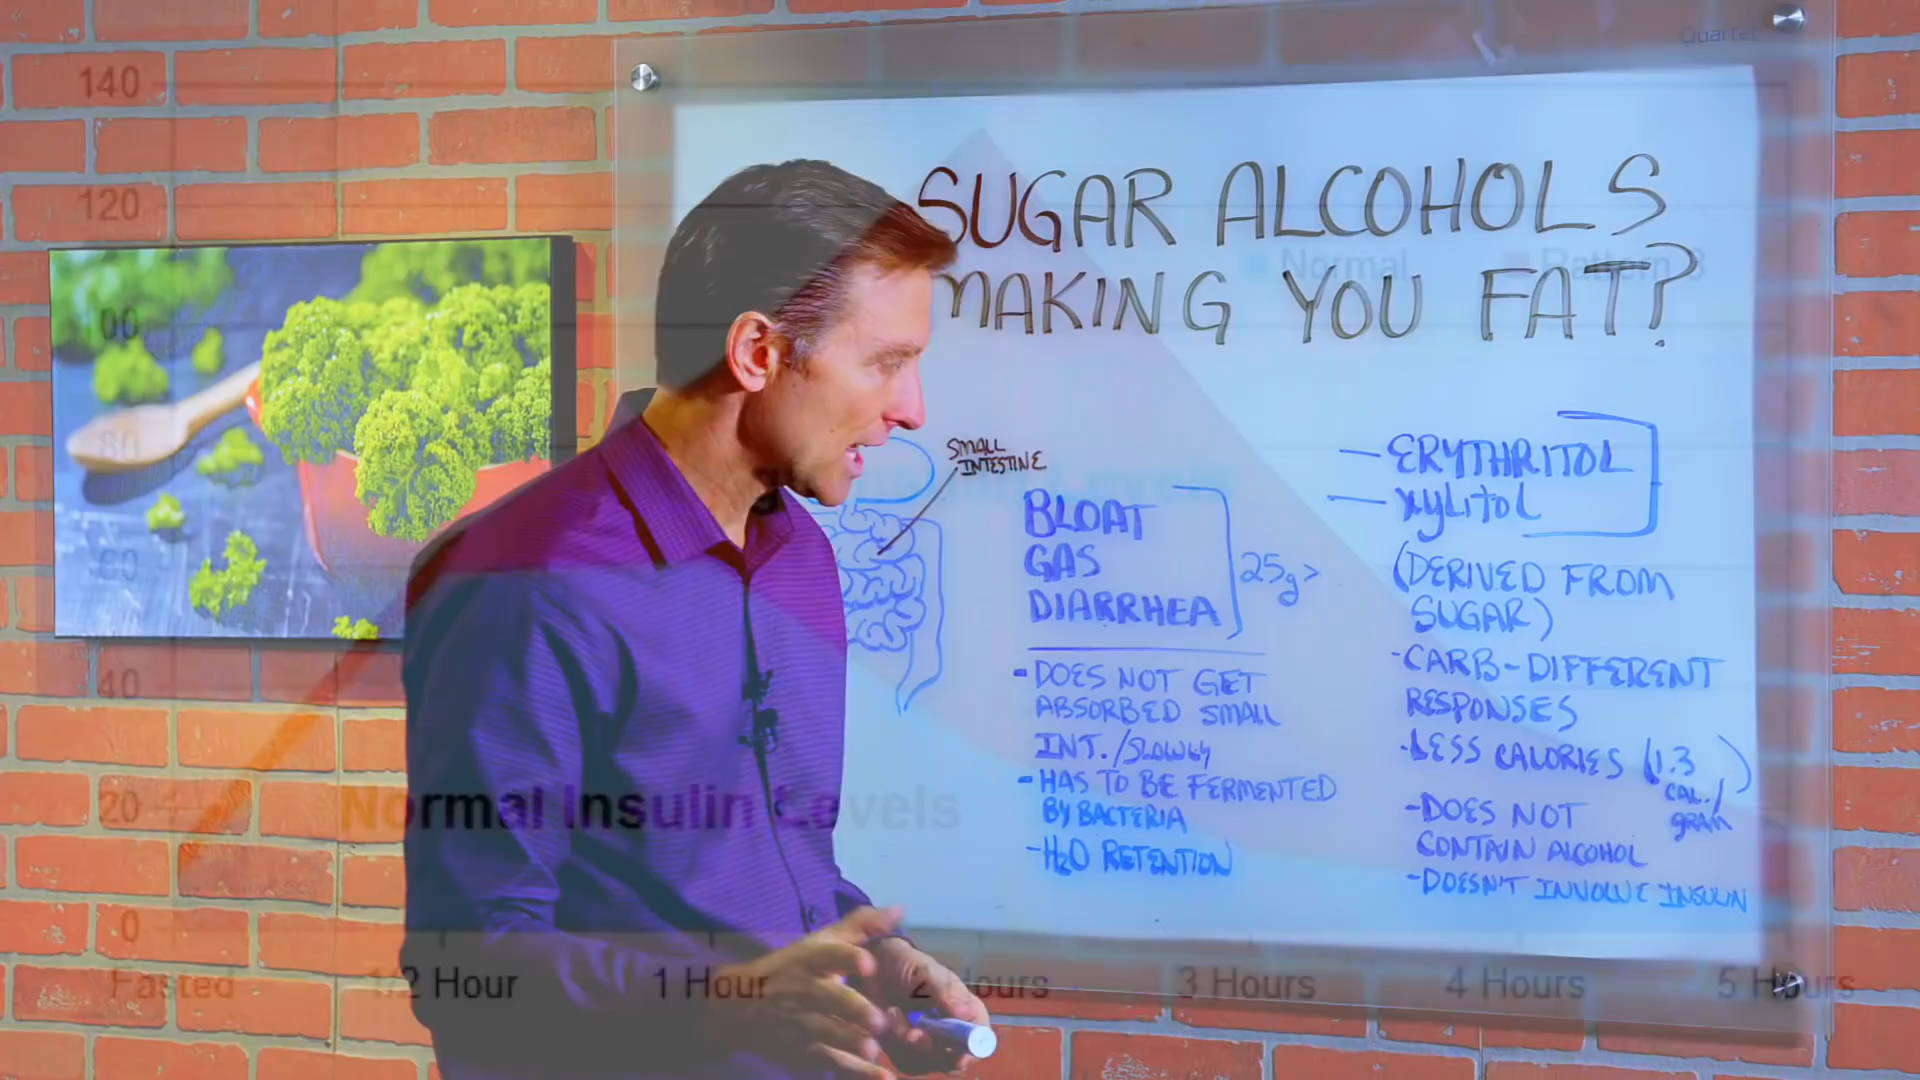 SUGAR ALCOHOLS
MAKING YOU FAT?
SMALL
INTESTINE
BLOAT
GAS
DIARRHEA
25g>
- DOES NOT GET
ABSORBED SMALL
INT./SLOWLY
- HAS TO BE FERMENTED
BY BACTERIA
- H2O RETENTION
- ERYTHRITOL
- XYLITOL
(DERIVED FROM
SUGAR)
- CARB-DIFFERENT
RESPONSES
- LESS CALORIES (1.3
CAL./
GRAM)
- DOES NOT
CONTAIN ALCOHOL
- DOESN'T INVOLVE INSULIN
Quarter
140
120
80
60
40
20
0
Normal
Pattern 3
Normal Insulin Levels
Fasted 1/2 Hour 1 Hour 2 Hours 3 Hours 4 Hours 5 Hours